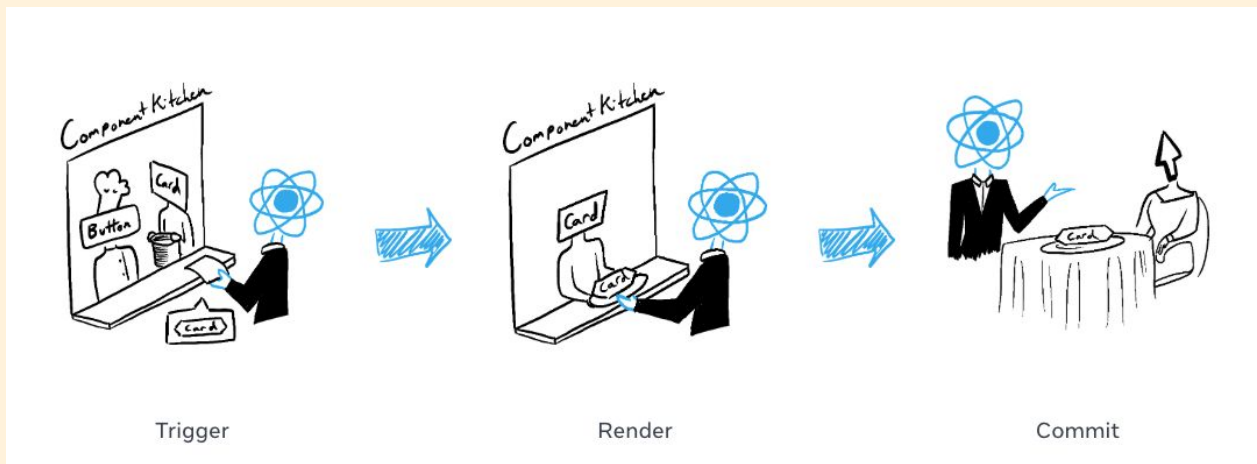 Component Kitchen
Card
Button
<Card>
Trigger
Component Kitchen
Card
Card
Render
Card
Commit